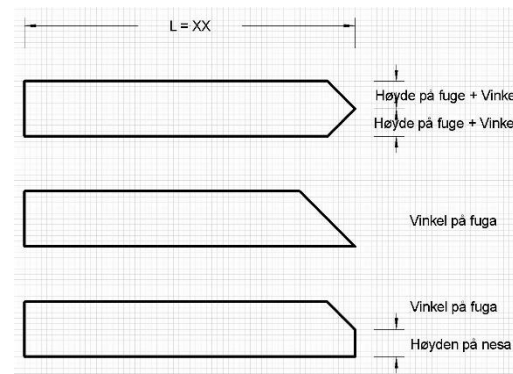 L = XX
Høyde på fuge + Vinke
Høyde på fuge + Vinke
Vinkel på fuga
Vinkel på fuga
Høyden på nesa